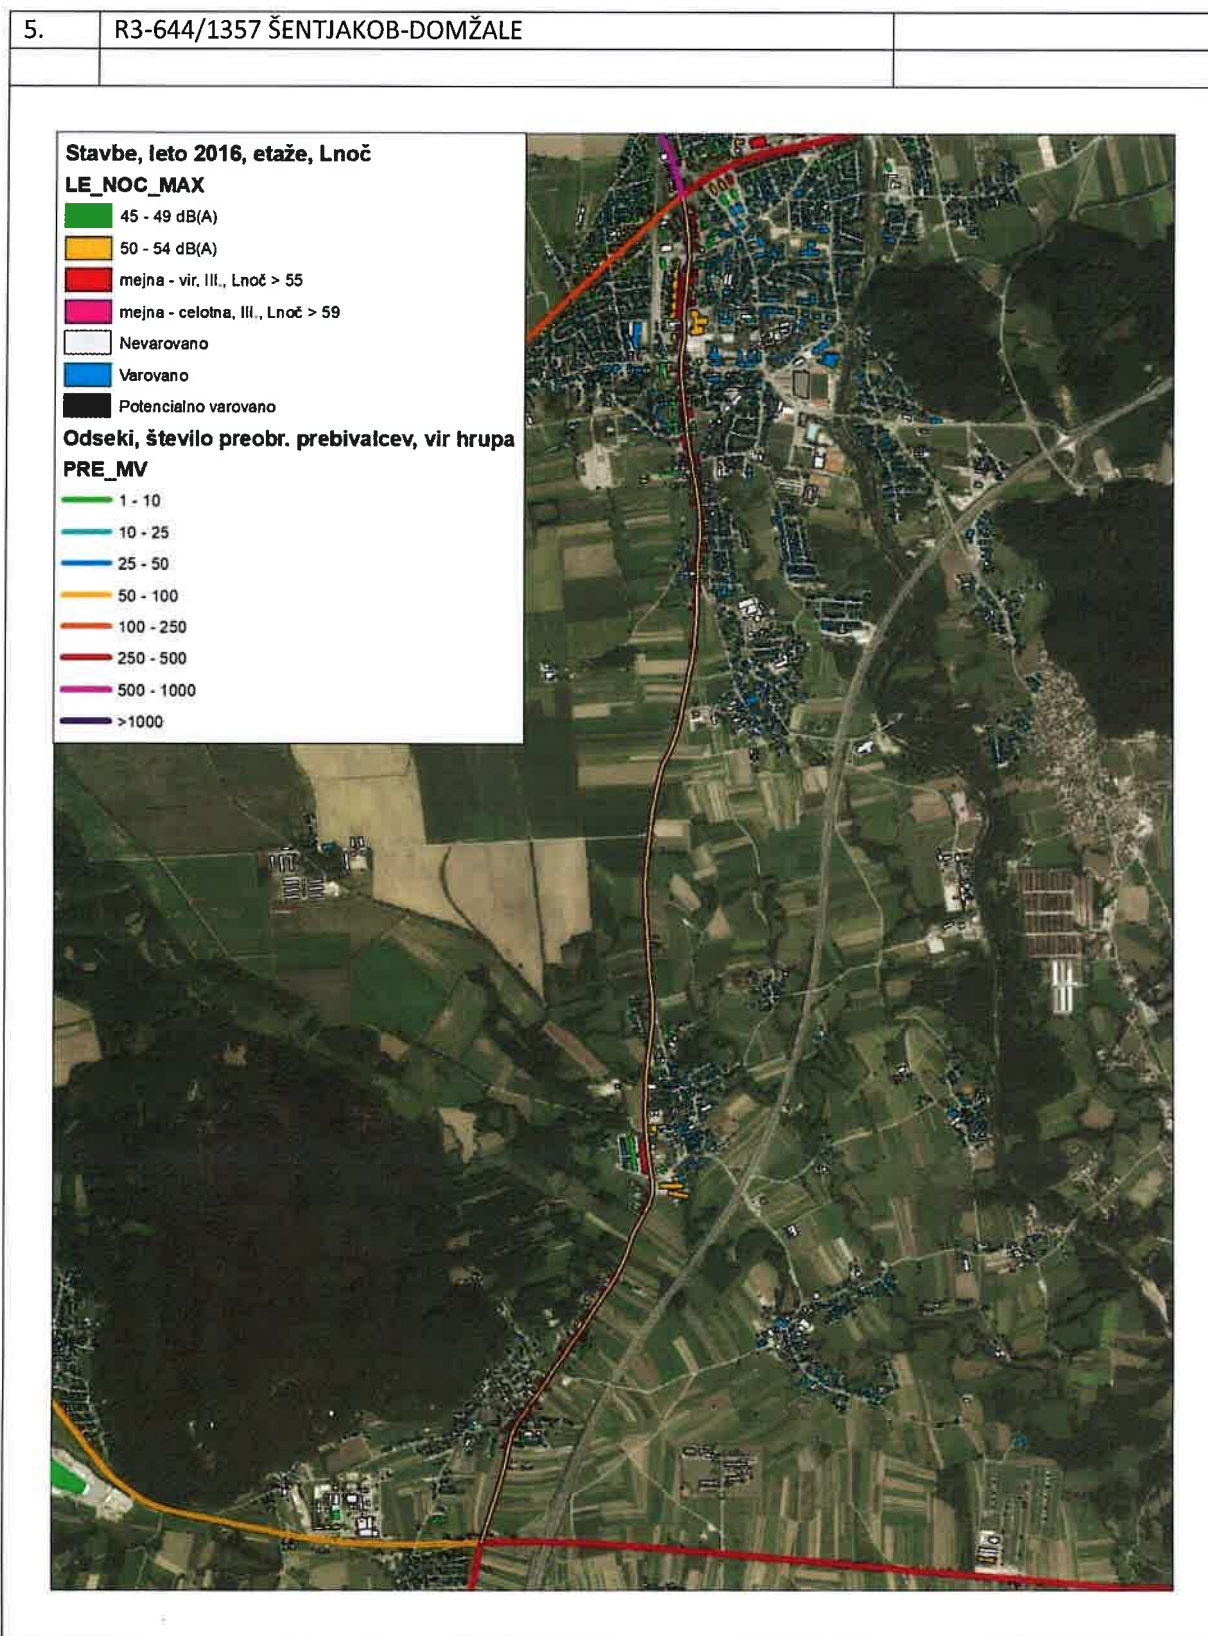 5. R3-644/1357 ŠENTJAKOB-DOMŽALE
Stavbe, leto 2016, etaže, Lnoč
LE_NOC_MAX
45 - 49 dB(A)
50 - 54 dB(A)
mejna - vir, III., Lnoč > 55
mejna - celotna, III., Lnoč > 59
Nevarovano
Varovano
Potencialno varovano
Odseki, število preobr. prebivalcev, vir hrupa
PRE_MV
1 - 10
10 - 25
25 - 50
50 - 100
100 - 250
250 - 500
500 - 1000
>1000